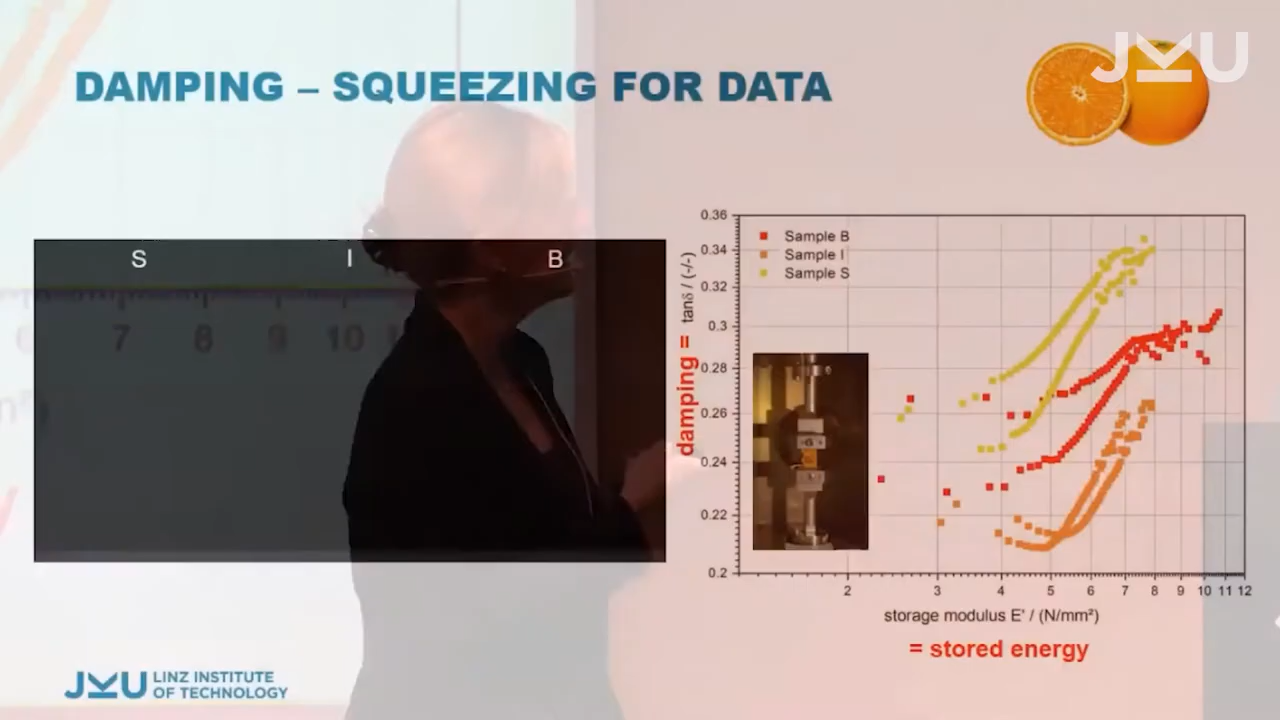 JKU
DAMPING – SQUEEZING FOR DATA
S I B
6 7 8 9 10
Sample B
Sample I
Sample S
0.36
0.34
0.32
0.3
0.28
0.26
0.24
0.22
0.2
damping = tanδ / (-/-)
2 3 4 5 6 7 8 9 10 11 12
storage modulus E' / (N/mm²)
= stored energy
JKU LINZ INSTITUTE
OF TECHNOLOGY